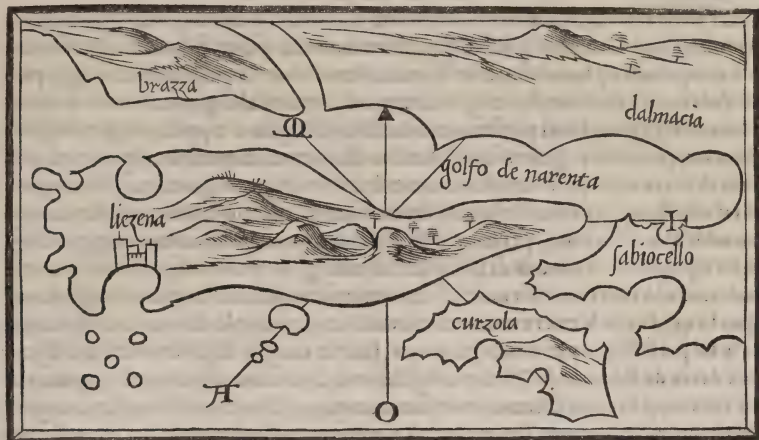 brazza
M
dalmacia
golfo de narenta
liezena
ſabiocello
curzola
A
O